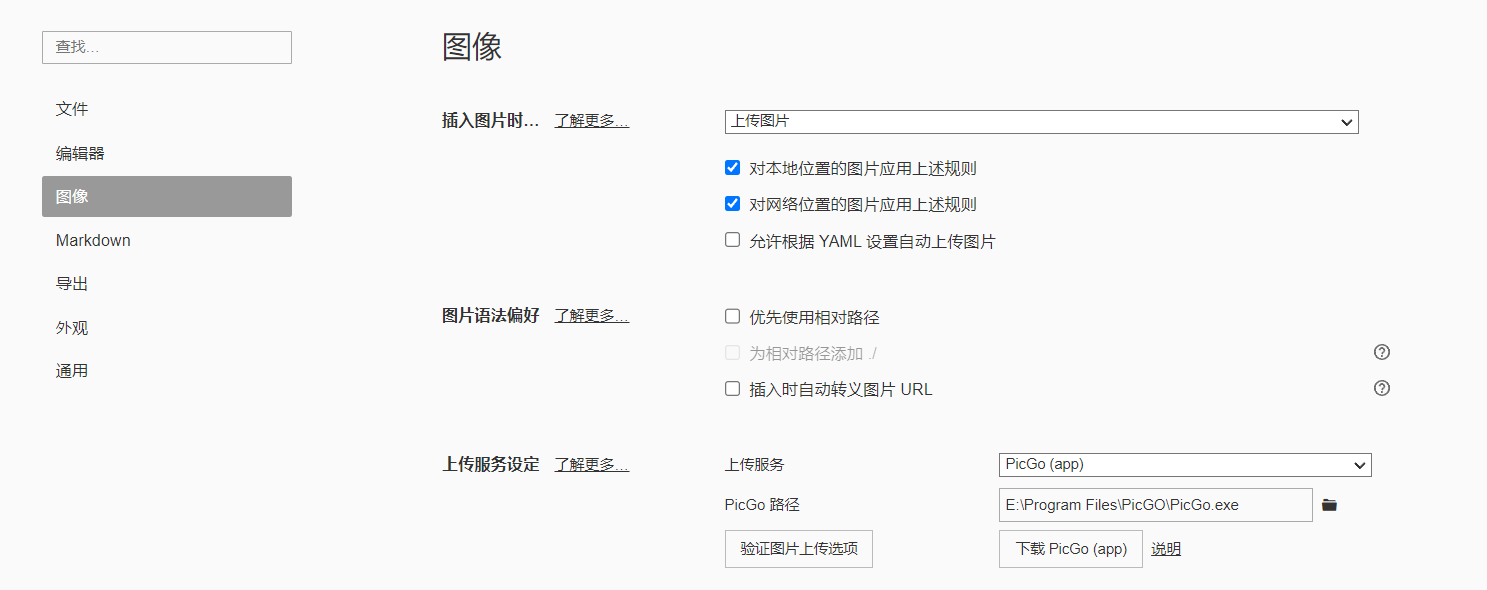 查找...
文件
编辑器
图像
Markdown
导出
外观
通用
图像
插入图片时... 了解更多...
上传图片
对本地位置的图片应用上述规则
对网络位置的图片应用上述规则
允许根据 YAML 设置自动上传图片
图片语法偏好 了解更多...
优先使用相对路径
为相对路径添加 ./
插入时自动转义图片 URL
上传服务设定 了解更多...
上传服务 PicGo (app)
PicGo 路径 E:\Program Files\PicGO\PicGo.exe
验证图片上传选项 下载 PicGo (app) 说明